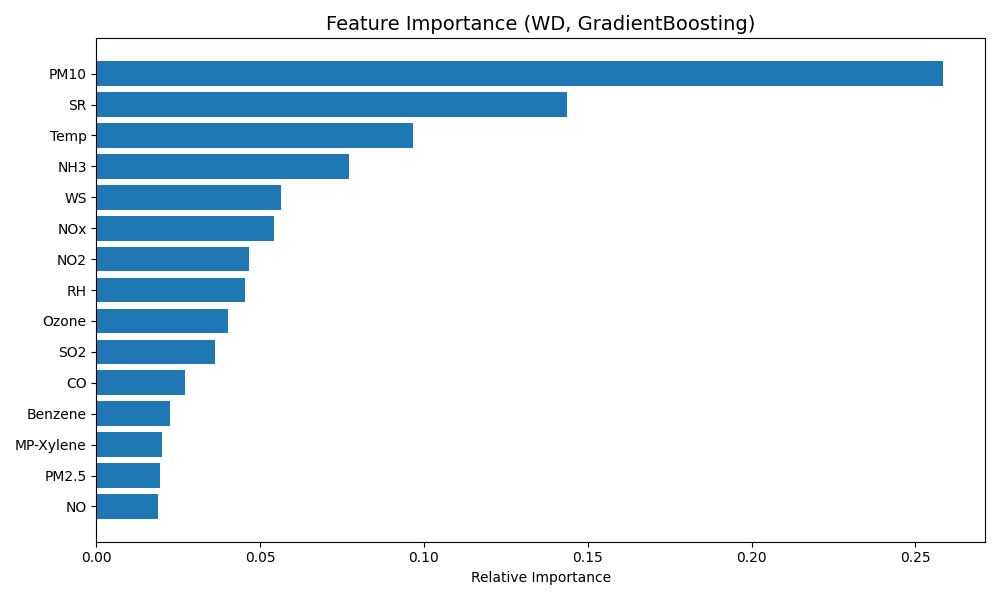 Feature Importance (WD, GradientBoosting)
PM10
SR
Temp
NH3
WS
NOx
NO2
RH
Ozone
SO2
CO
Benzene
MP-Xylene
PM2.5
NO
0.00 0.05 0.10 0.15 0.20 0.25
Relative Importance